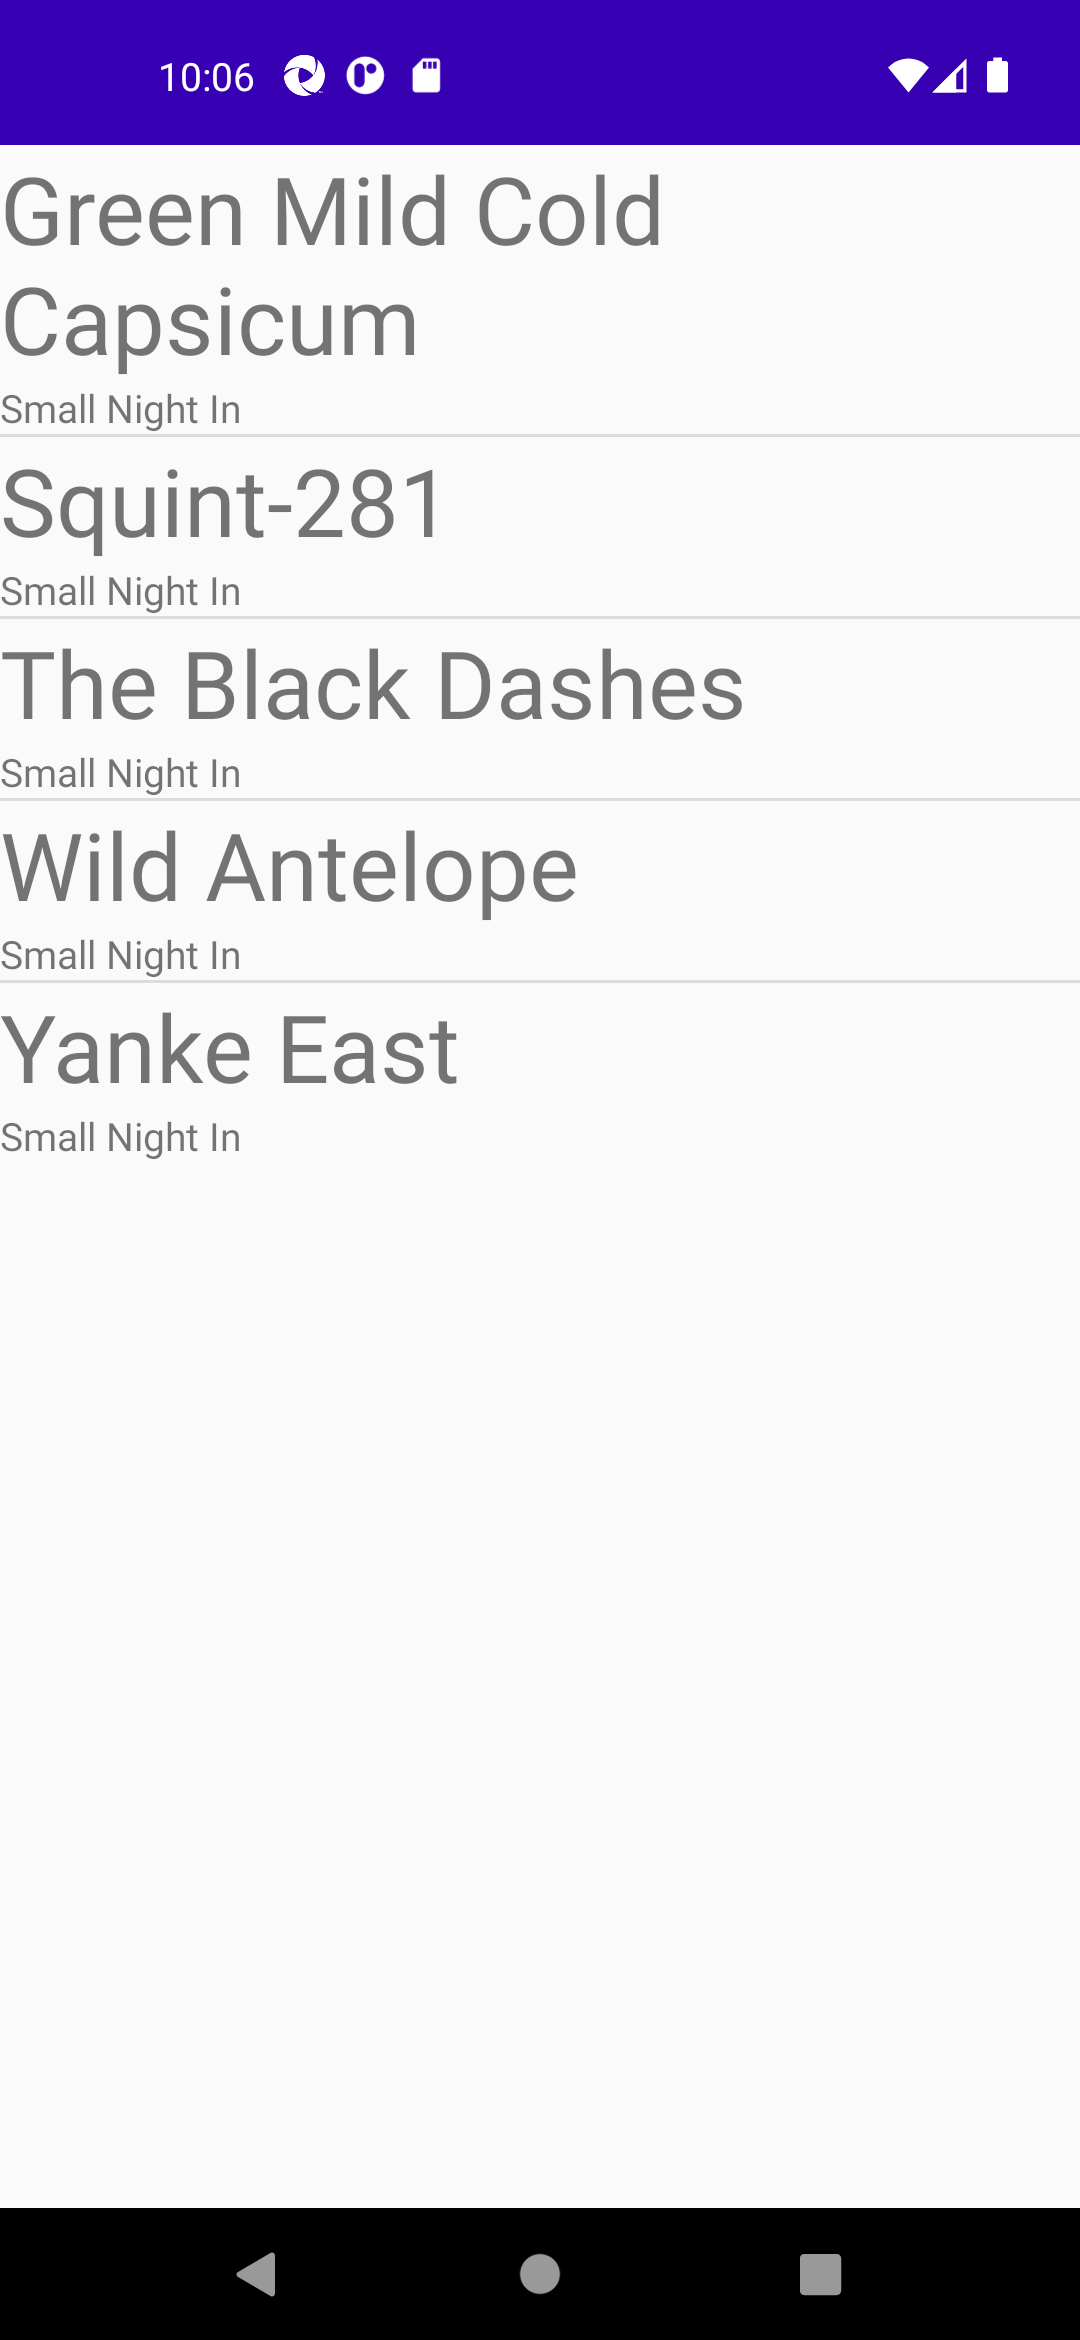 10:06
Green Mild Cold
Capsicum
Small Night In
Squint-281
Small Night In
The Black Dashes
Small Night In
Wild Antelope
Small Night In
Yanke East
Small Night In